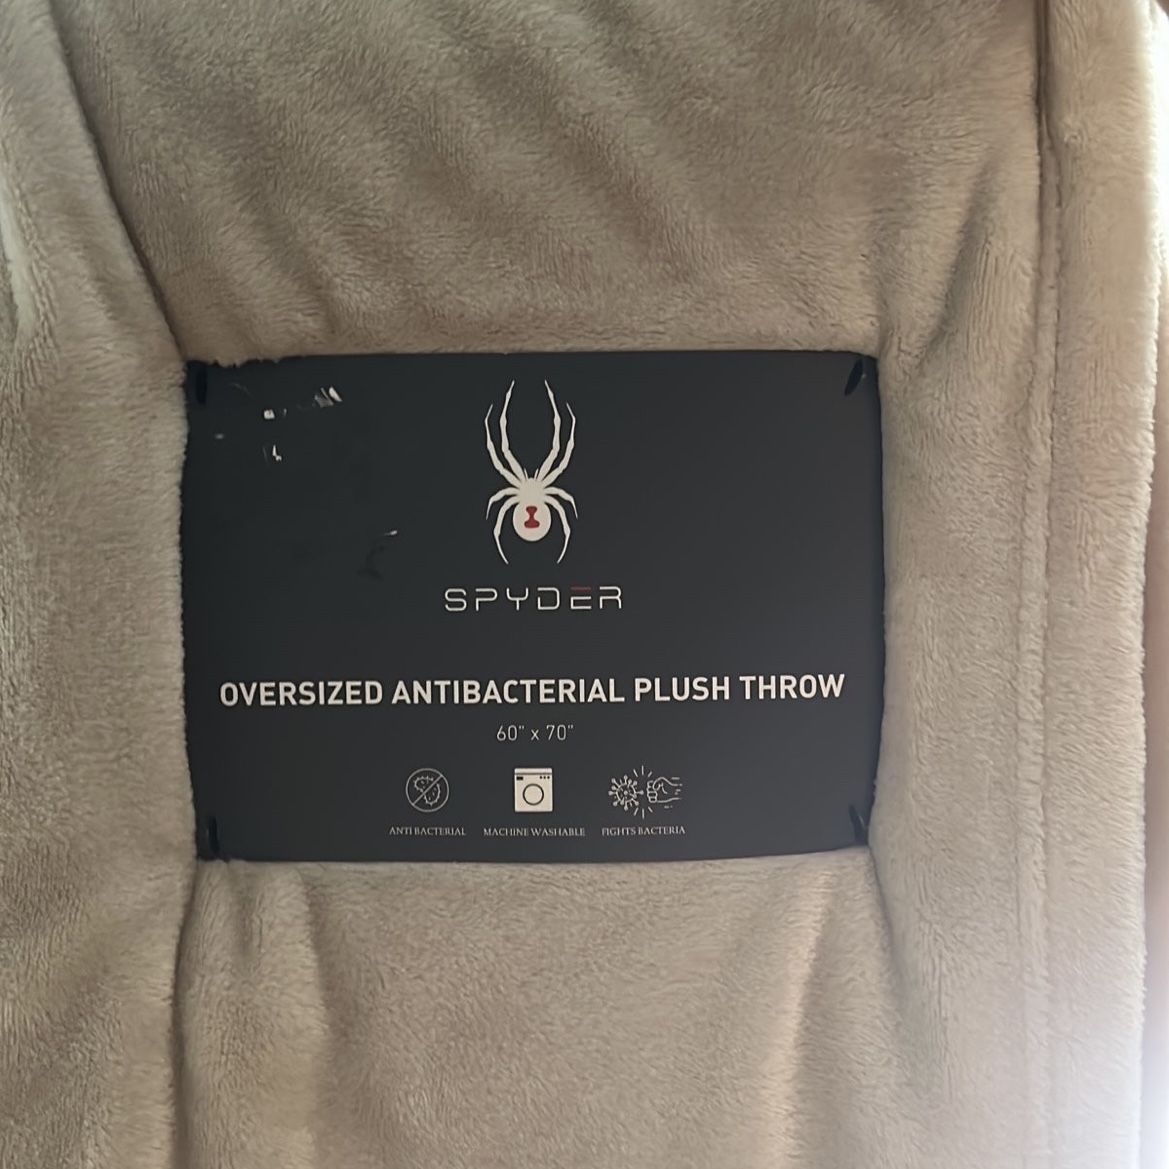 SPYDER
OVERSIZED ANTIBACTERIAL PLUSH THROW
60" x 70"
ANTI BACTERIAL MACHINE WASHABLE FIGHTS BACTERIA